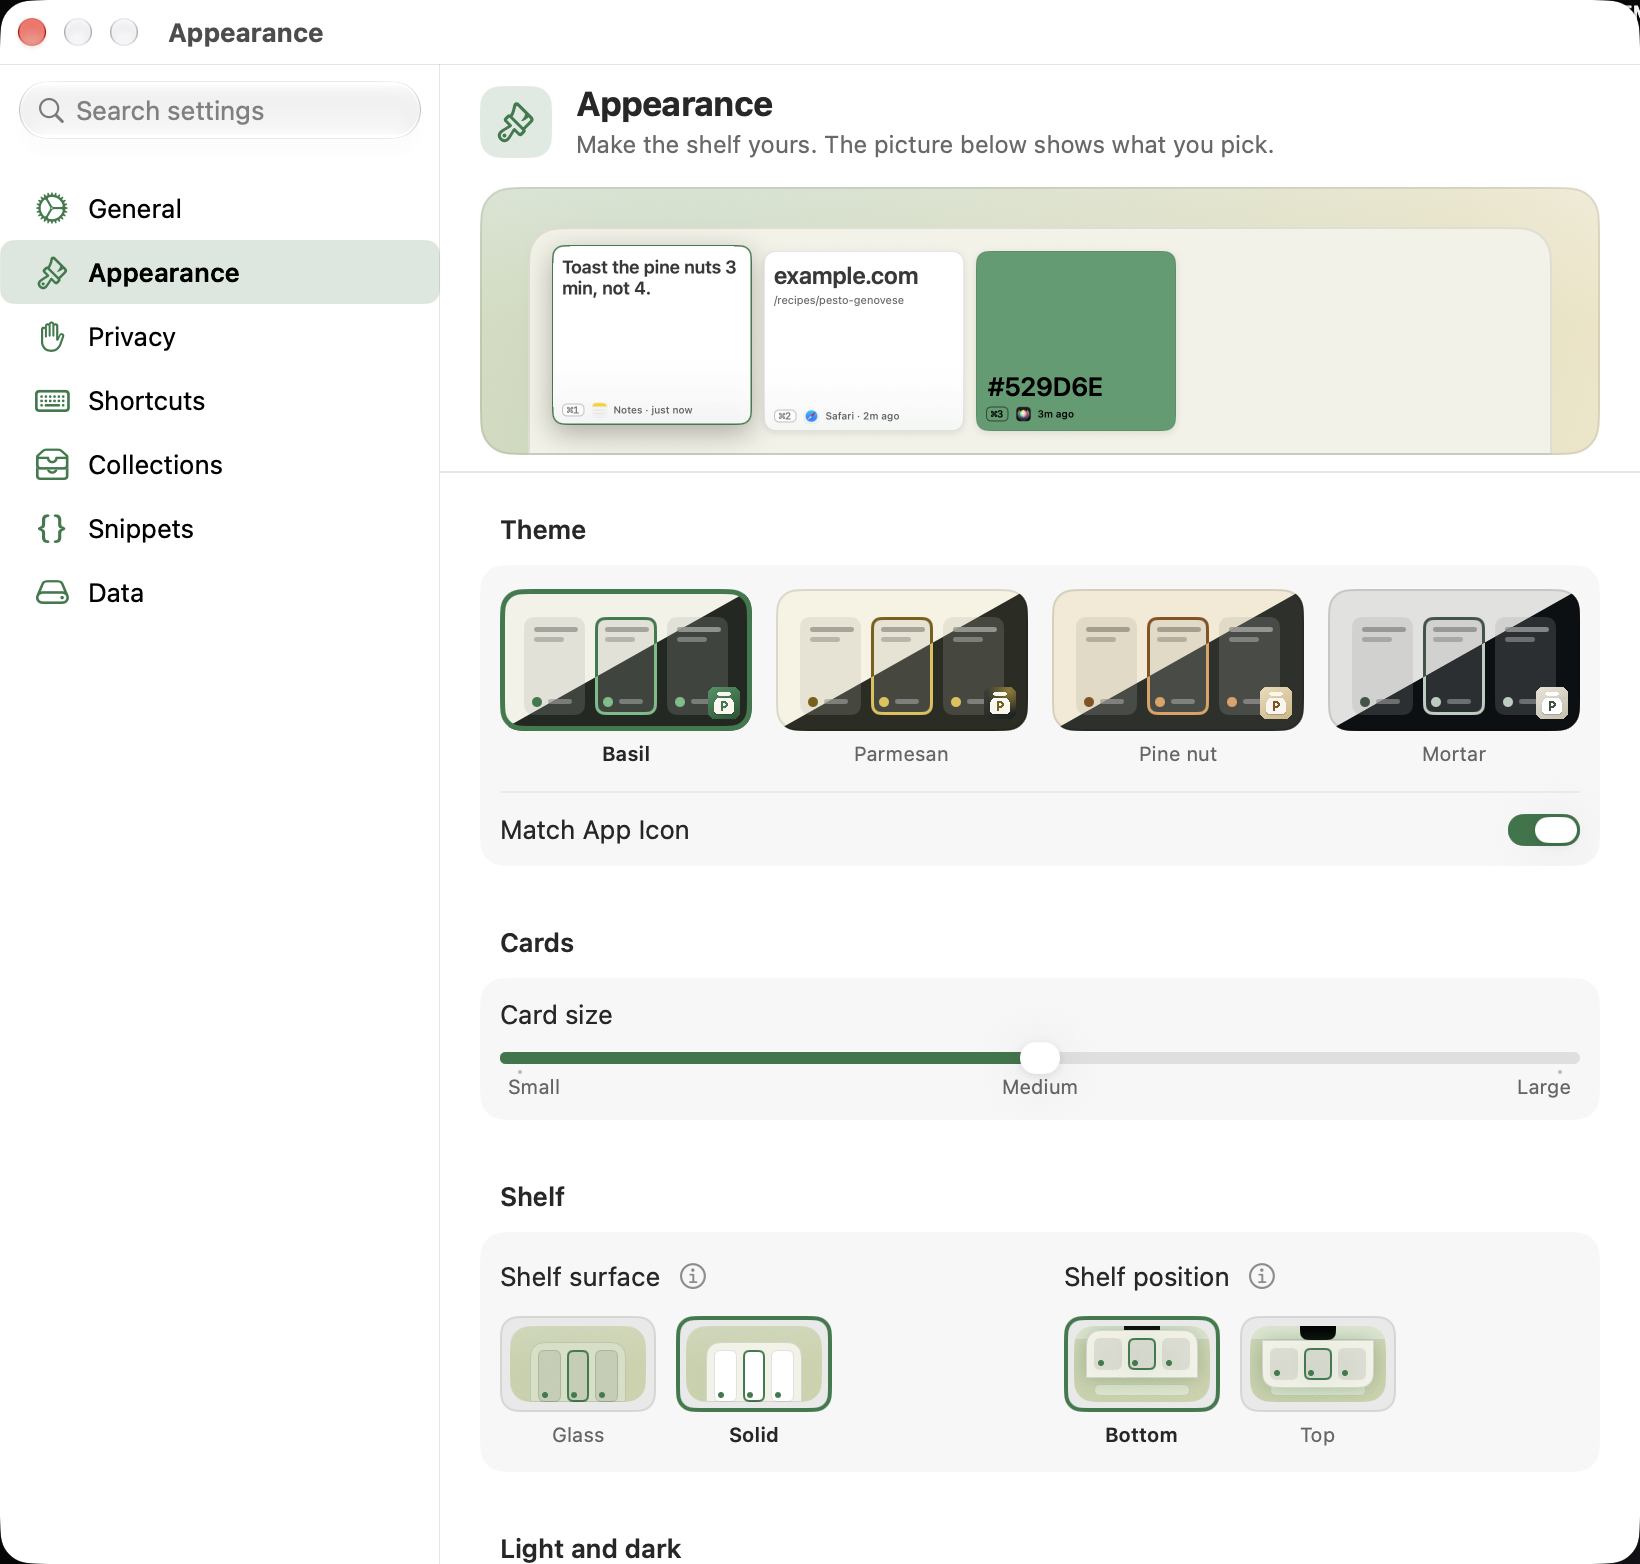 Appearance
Search settings
General
Appearance
Privacy
Shortcuts
Collections
Snippets
Data
Appearance
Make the shelf yours. The picture below shows what you pick.
Toast the pine nuts 3
min, not 4.
⌘1 Notes · just now
example.com
/recipes/pesto-genovese
⌘2 Safari · 2m ago
#529D6E
⌘3 3m ago
Theme
P
P
P
P
Basil
Parmesan
Pine nut
Mortar
Match App Icon
Cards
Card size
Small
Medium
Large
Shelf
Shelf surface
Shelf position
Glass
Solid
Bottom
Top
Light and dark